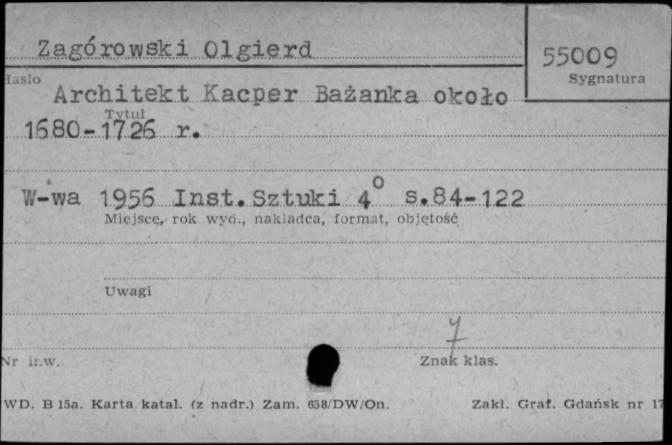 Zagórowski Olgierd
55009
Hasło
Sygnatura
Architekt Kacper Bażanka około
Tytuł
1680-1726 r.
W-wa 1956 Inst.Sztuki 4° s.84-122
Miejsce, rok wyd., nakładca, format, objętość
Uwagi
7
Nr inw.
Znak klas.
WD. B 15a. Karta katal. (z nadr.) Zam. 658/DW/On.
Zakł. Graf. Gdańsk nr 17